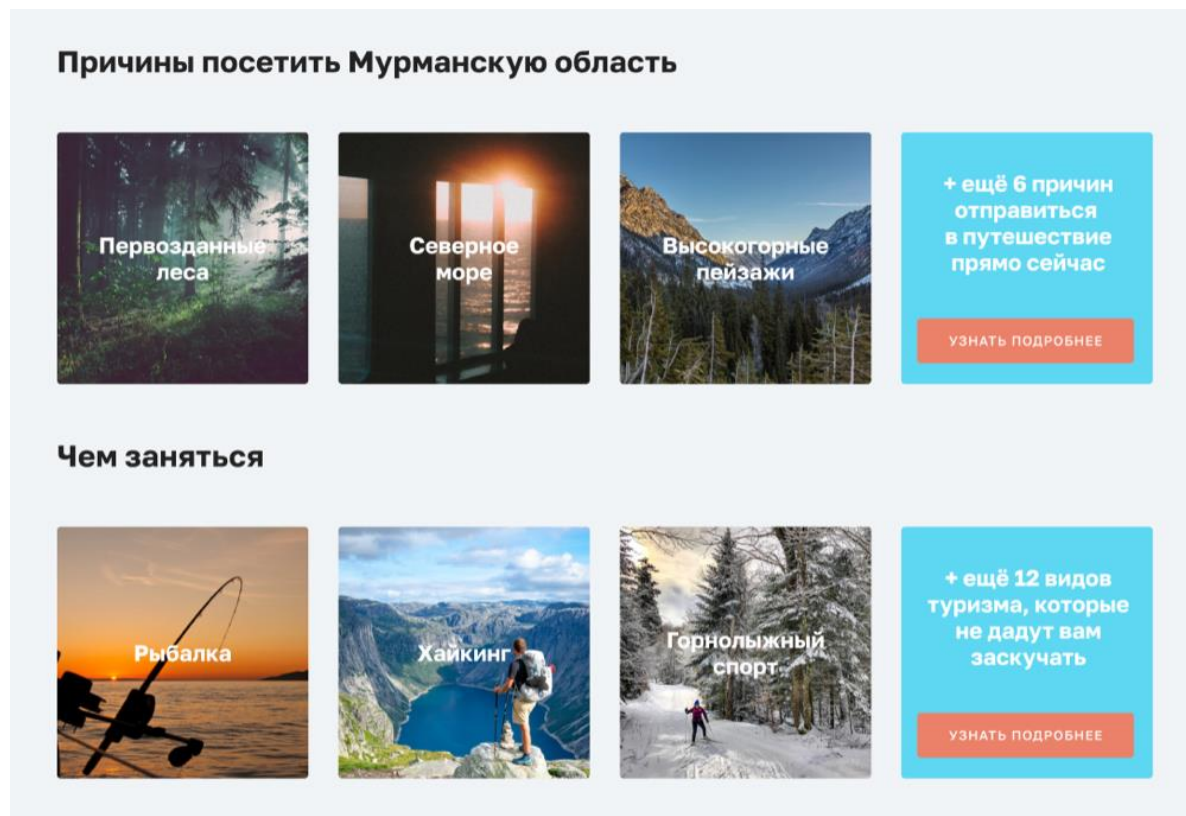 Причины посетить Мурманскую область
Первозданные
леса
Северное
море
Высокогорные
пейзажи
+ ещё 6 причин
отправиться
в путешествие
прямо сейчас
УЗНАТЬ ПОДРОБНЕЕ
Чем заняться
Рыбалка
Хайкинг
Горнолыжный
спорт
+ ещё 12 видов
туризма, которые
не дадут вам
заскучать
УЗНАТЬ ПОДРОБНЕЕ